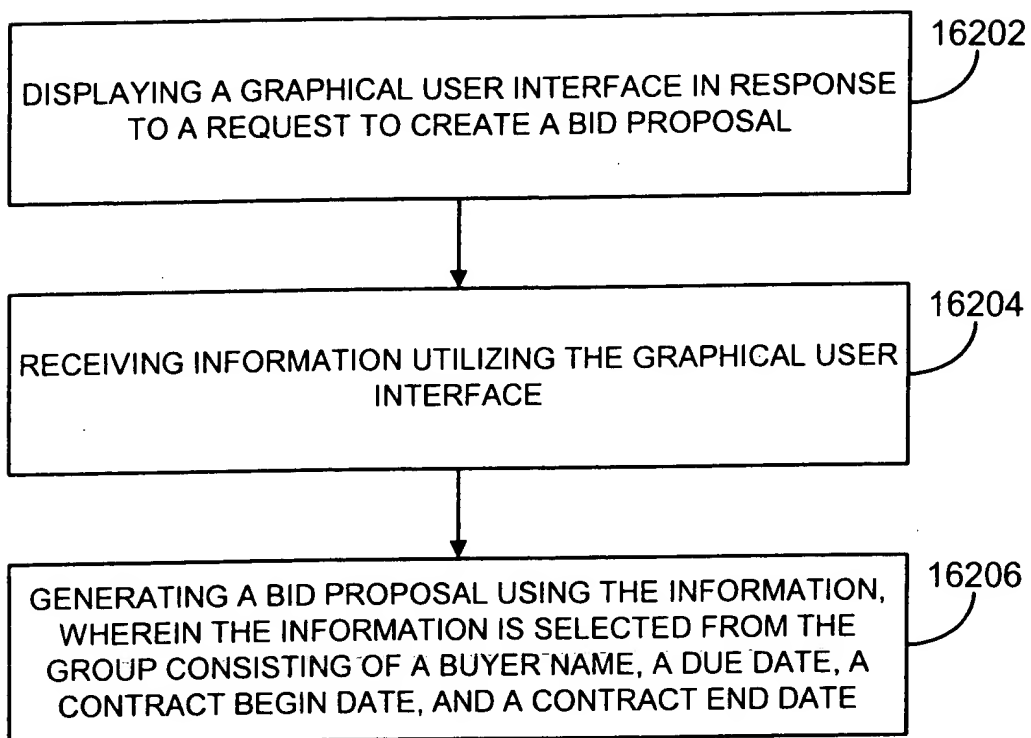 16202
DISPLAYING A GRAPHICAL USER INTERFACE IN RESPONSE
TO A REQUEST TO CREATE A BID PROPOSAL
16204
RECEIVING INFORMATION UTILIZING THE GRAPHICAL USER
INTERFACE
16206
GENERATING A BID PROPOSAL USING THE INFORMATION,
WHEREIN THE INFORMATION IS SELECTED FROM THE
GROUP CONSISTING OF A BUYER NAME, A DUE DATE, A
CONTRACT BEGIN DATE, AND A CONTRACT END DATE